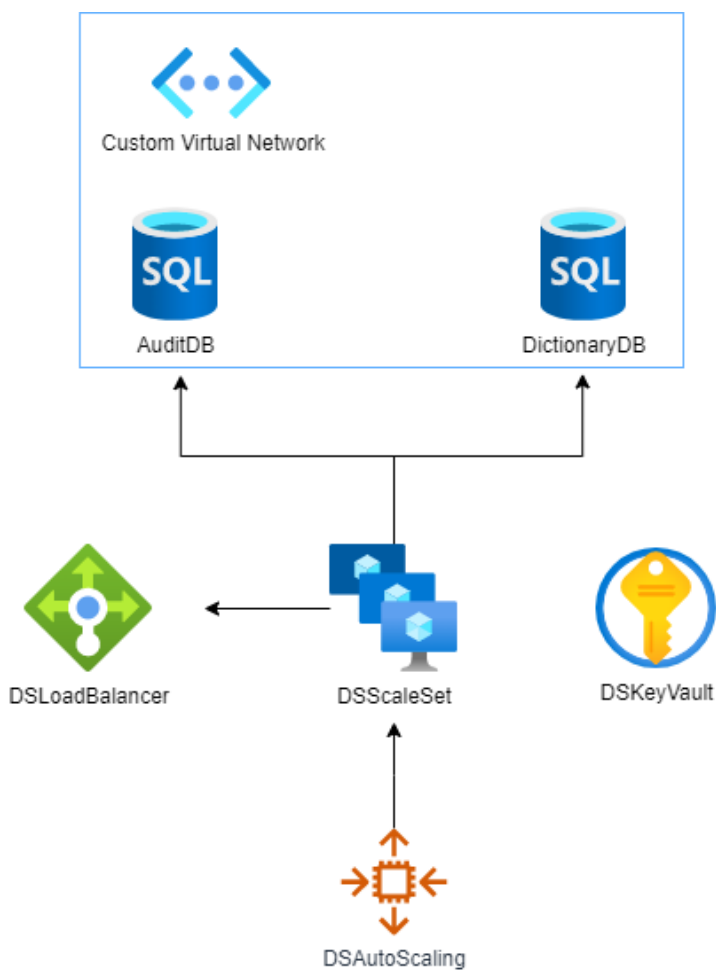 Custom Virtual Network
SQL
SQL
AuditDB
DictionaryDB
DSLoadBalancer
DSScaleSet
DSKeyVault
DSAutoScaling